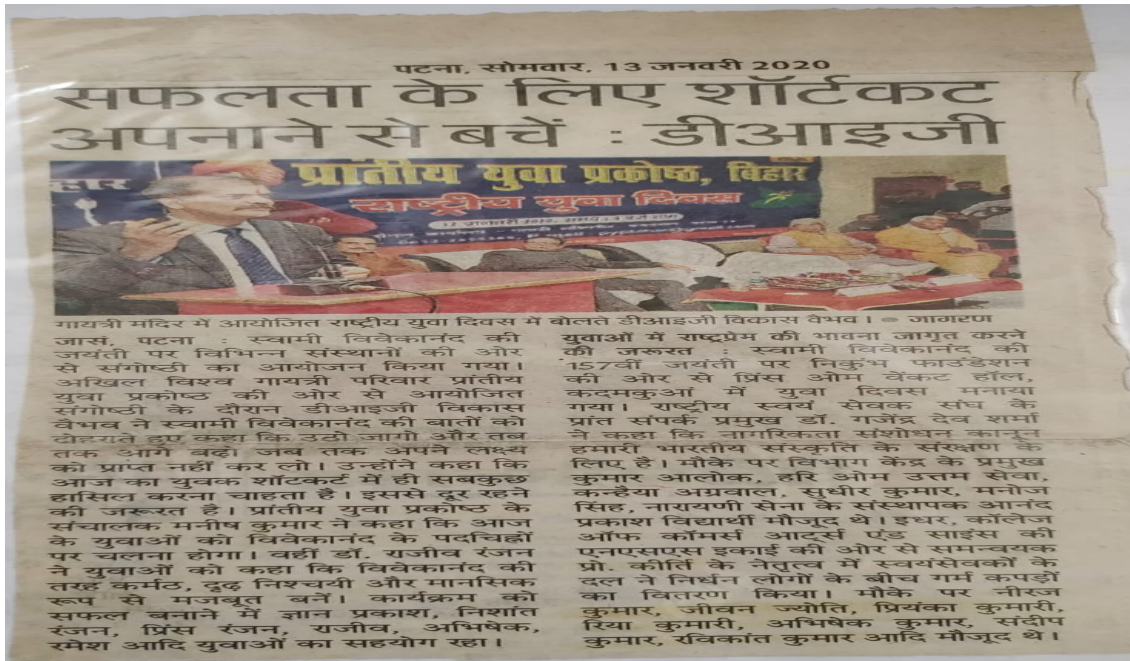 पटना, सोमवार, 13 जनवरी 2020
सफलता के लिए शॉर्टकट
अपनाने से बचें : डीआइजी
हार
प्रांतीय युवा प्रकोष्ठ, बिहार
राष्ट्रीय युवा दिवस
गायत्री मंदिर में आयोजित राष्ट्रीय युवा दिवस में बोलते डीआइजी विकास वैभव। ● जागरण
जासं, पटना : स्वामी विवेकानंद की
जयंती पर विभिन्न संस्थानों की ओर
से संगोष्ठी का आयोजन किया गया।
अखिल विश्व गायत्री परिवार प्रांतीय
युवा प्रकोष्ठ की ओर से आयोजित
संगोष्ठी के दौरान डीआइजी विकास
वैभव ने स्वामी विवेकानंद की बातों को
दोहराते हुए कहा कि उठो जागो और तब
तक आगे बढ़ो जब तक अपने लक्ष्य
को प्राप्त नहीं कर लो। उन्होंने कहा कि
आज का युवक शॉटकर्ट में ही सबकुछ
हासिल करना चाहता है। इससे दूर रहने
की जरूरत है। प्रांतीय युवा प्रकोष्ठ के
संचालक मनीष कुमार ने कहा कि आज
के युवाओं को विवेकानंद के पदचिह्नों
पर चलना होगा। वहीं डॉ. राजीव रंजन
ने युवाओं को कहा कि विवेकानंद की
तरह कर्मठ, दृढ़ निश्चयी और मानसिक
रूप से मजबूत बनें। कार्यक्रम को
सफल बनाने में ज्ञान प्रकाश, निशांत
रंजन, प्रिंस रंजन, राजीव, अभिषेक,
रमेश आदि युवाओं का सहयोग रहा।
युवाओं में राष्ट्रप्रेम की भावना जागृत करने
की जरूरत : स्वामी विवेकानंद की
157वीं जयंती पर निकुंभ फाउंडेशन
की ओर से प्रिंस ओम वेंकट हॉल,
कदमकुआं में युवा दिवस मनाया
गया। राष्ट्रीय स्वयं सेवक संघ के
प्रांत संपर्क प्रमुख डॉ. गजेंद्र देव शर्मा
ने कहा कि नागरिकता संशोधन कानून
हमारी भारतीय संस्कृति के संरक्षण के
लिए है। मौके पर विभाग केंद्र के प्रमुख
कुमार आलोक, हरि ओम उत्तम सेवा,
कन्हैया अग्रवाल, सुधीर कुमार, मनोज
सिंह, नारायणी सेना के संस्थापक आनंद
प्रकाश विद्यार्थी मौजूद थे। इधर, कॉलेज
ऑफ कॉमर्स आर्ट्स एंड साइंस की
एनएसएस इकाई की ओर से समन्वयक
प्रो. कीर्ति के नेतृत्व में स्वयंसेवकों के
दल ने निर्धन लोगों के बीच गर्म कपड़ों
का वितरण किया। मौके पर नीरज
कुमार, जीवन ज्योति, प्रियंका कुमारी,
रिया कुमारी, अभिषेक कुमार, संदीप
कुमार, रविकांत कुमार आदि मौजूद थे।